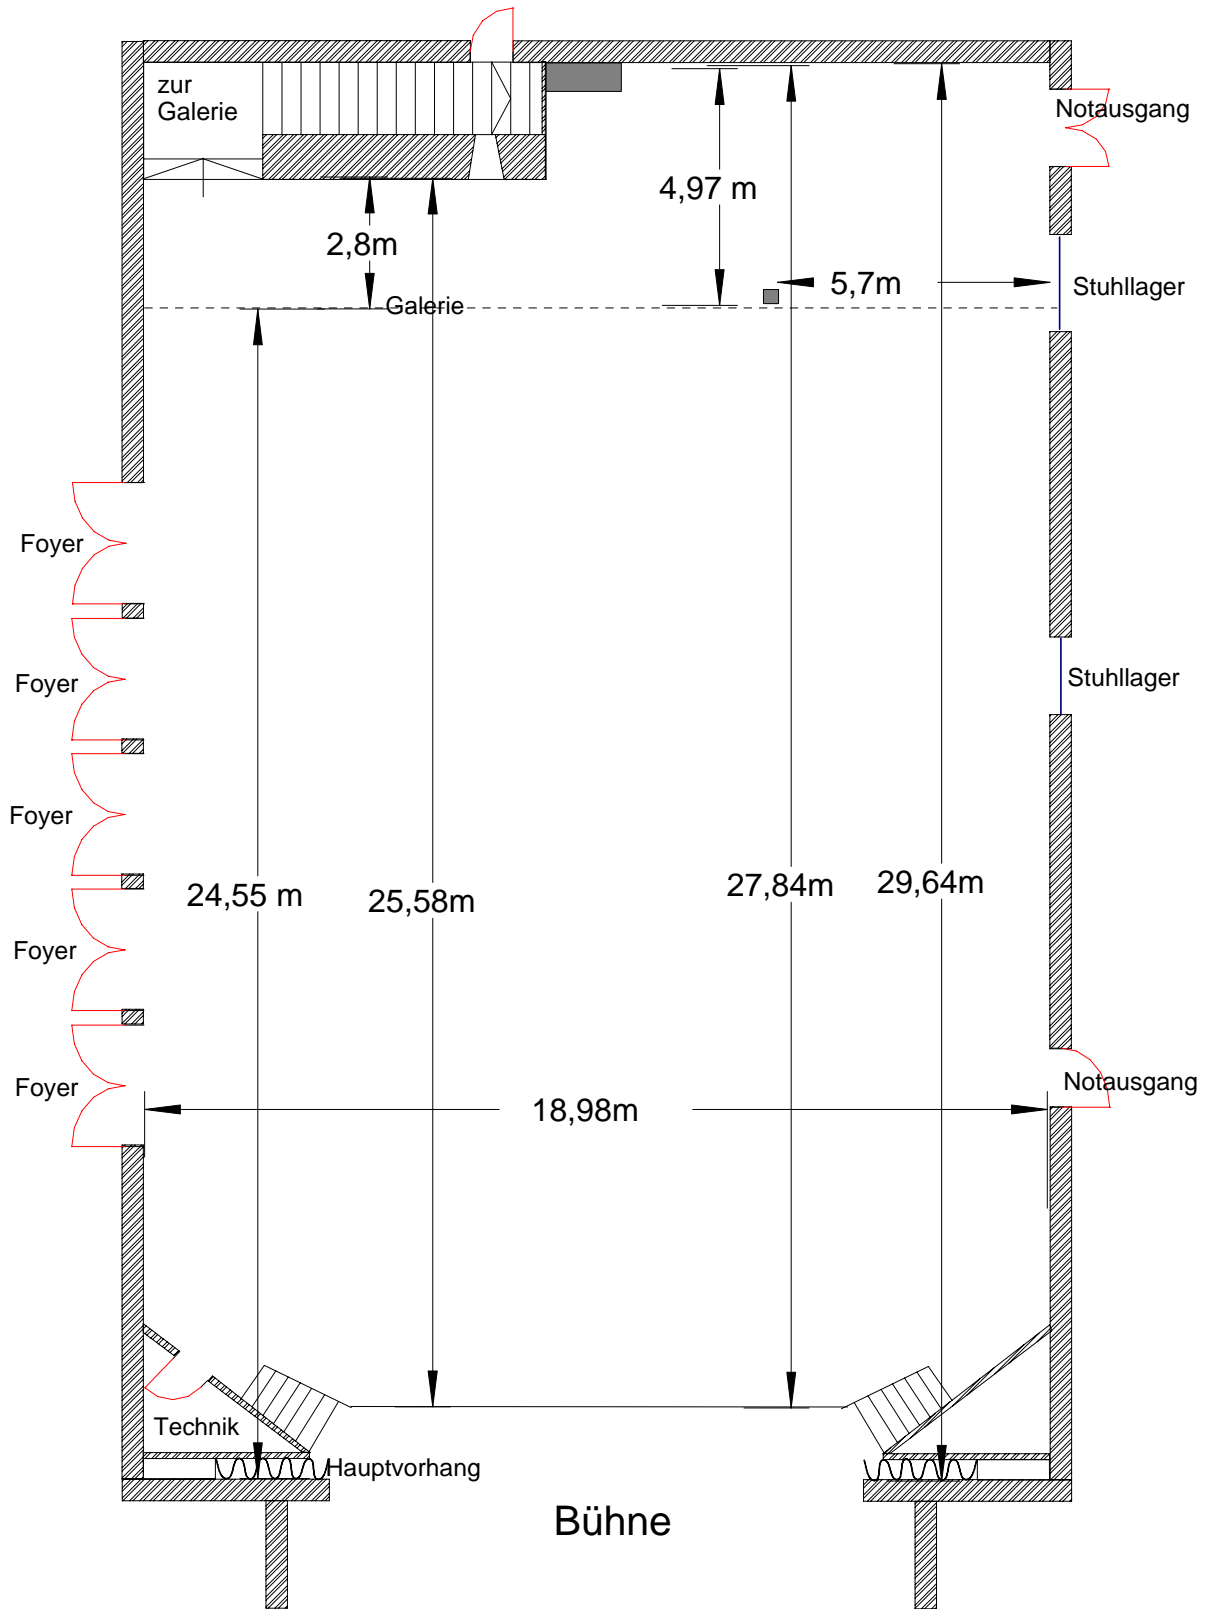 zur
Galerie
Notausgang
4,97 m
2,8m
5,7m
Stuhllager
Galerie
Foyer
Foyer
Stuhllager
Foyer
24,55 m
25,58m
27,84m
29,64m
Foyer
Foyer
Notausgang
18,98m
Technik
Hauptvorhang
Bühne